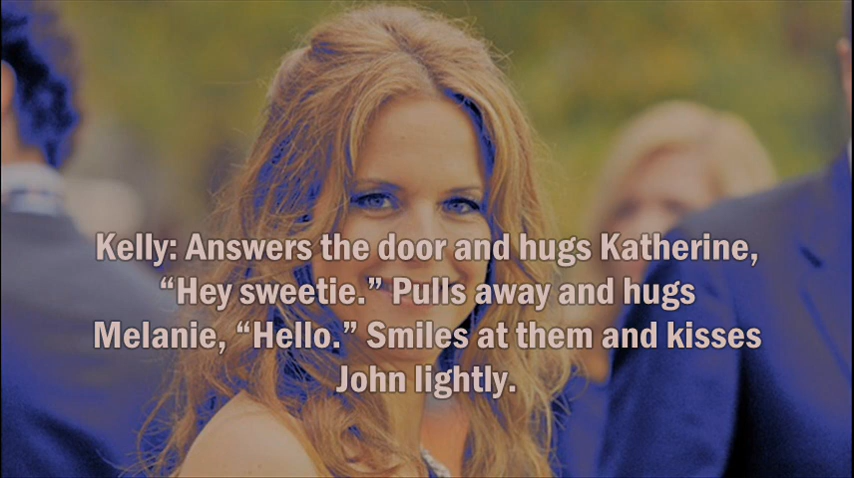 Kelly: Answers the door and hugs Katherine,
“Hey sweetie.” Pulls away and hugs
Melanie, “Hello.” Smiles at them and kisses
John lightly.